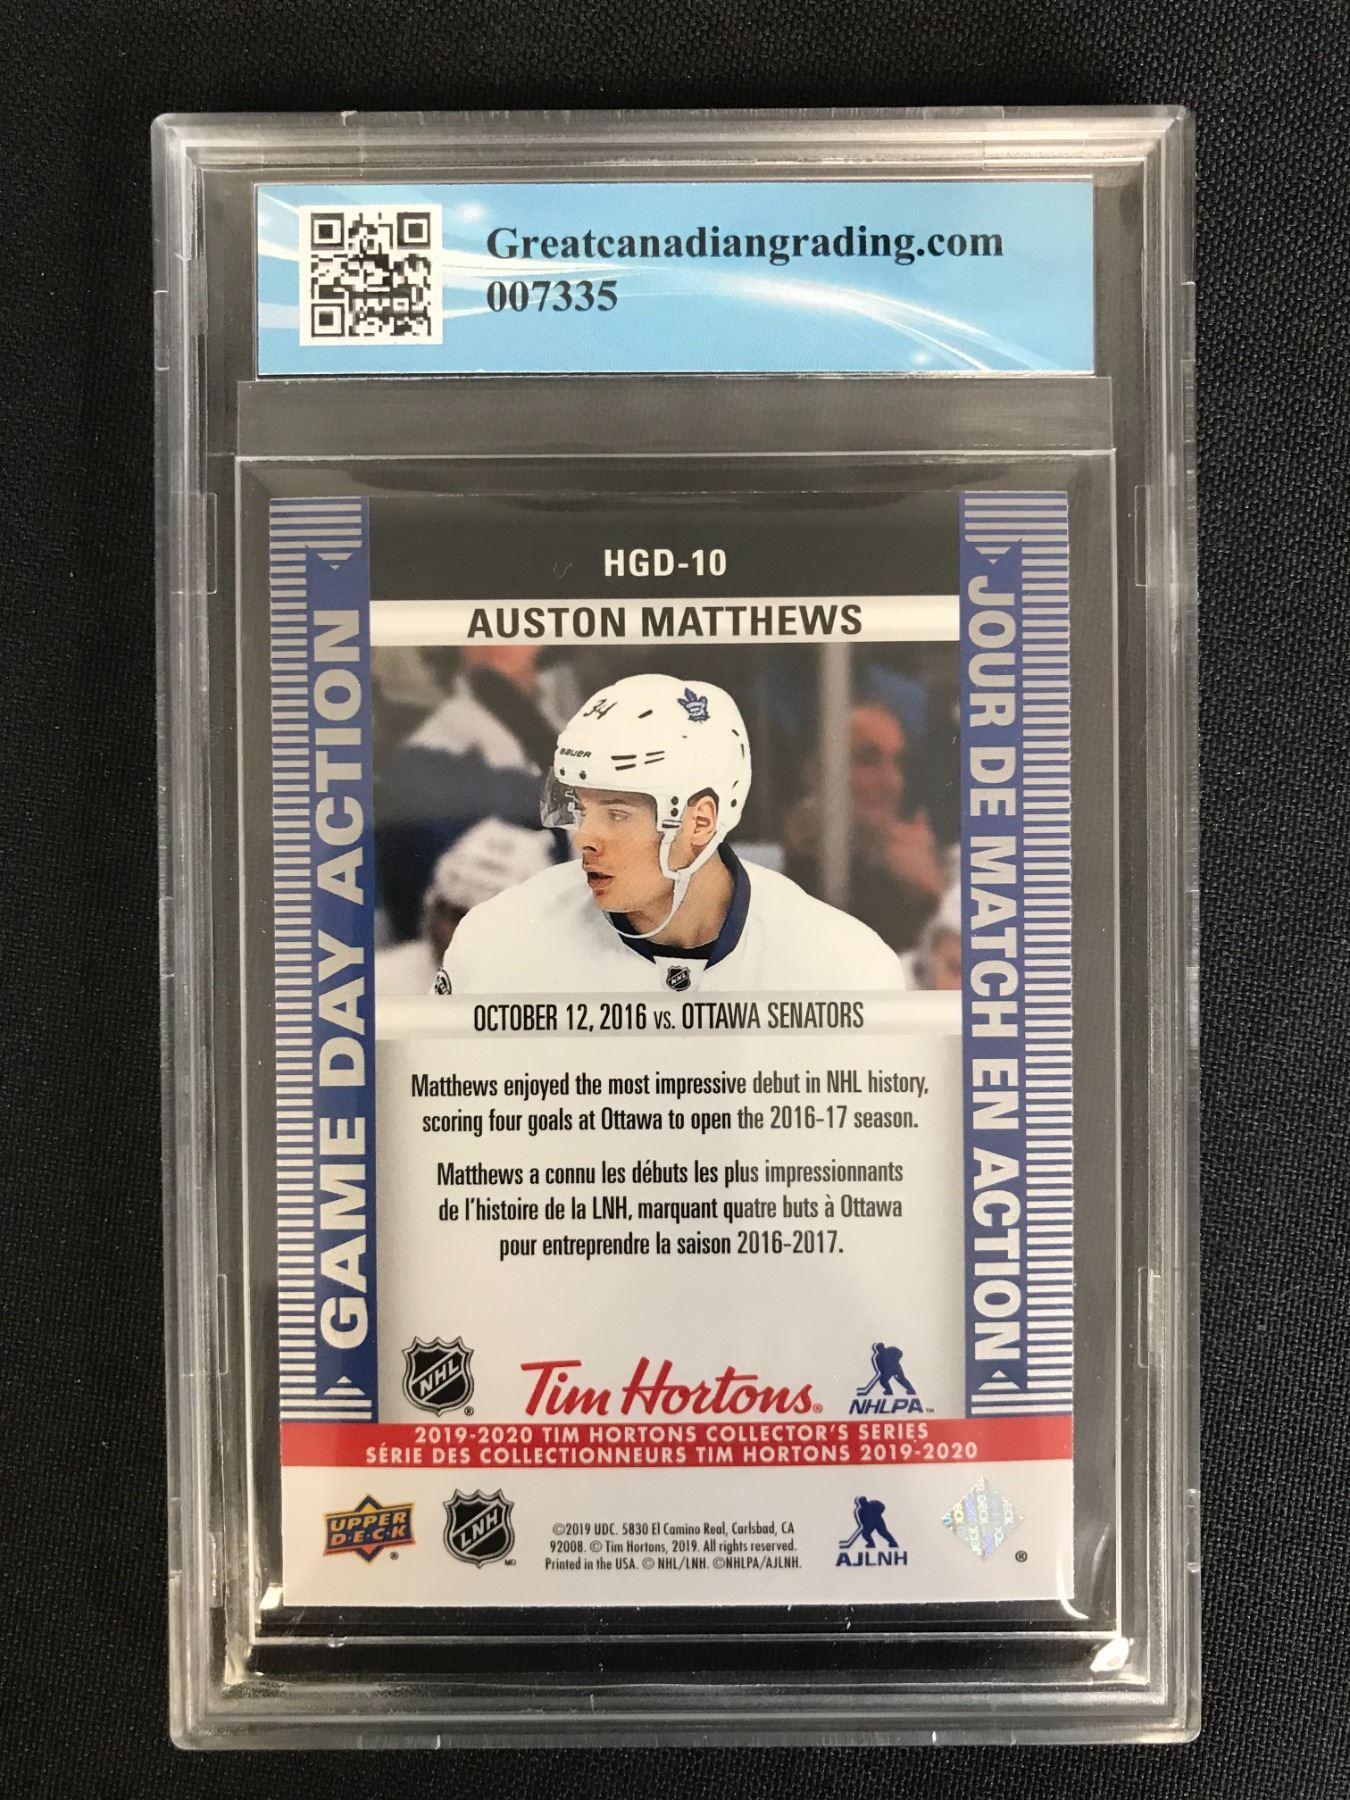 Greatcanadiangrading.com
007335
HGD-10
AUSTON MATTHEWS
GAME DAY ACTION
JOUR DE MATCH EN ACTION
34
BAUER
NHL
OCTOBER 12, 2016 vs. OTTAWA SENATORS
Matthews enjoyed the most impressive debut in NHL history,
scoring four goals at Ottawa to open the 2016-17 season.
Matthews a connu les débuts les plus impressionnants
de l'histoire de la LNH, marquant quatre buts à Ottawa
pour entreprendre la saison 2016-2017.
NHL ®
Tim Hortons®
NHLPA™
2019-2020 TIM HORTONS COLLECTOR'S SERIES
SÉRIE DES COLLECTIONNEURS TIM HORTONS 2019-2020
UPPER
D·E·C·K ®
LNH MD
©2019 UDC. 5830 El Camino Real, Carlsbad, CA
92008. © Tim Hortons, 2019. All rights reserved.
Printed in the USA. © NHL/LNH. ©NHLPA/AJLNH.
AJLNH
®